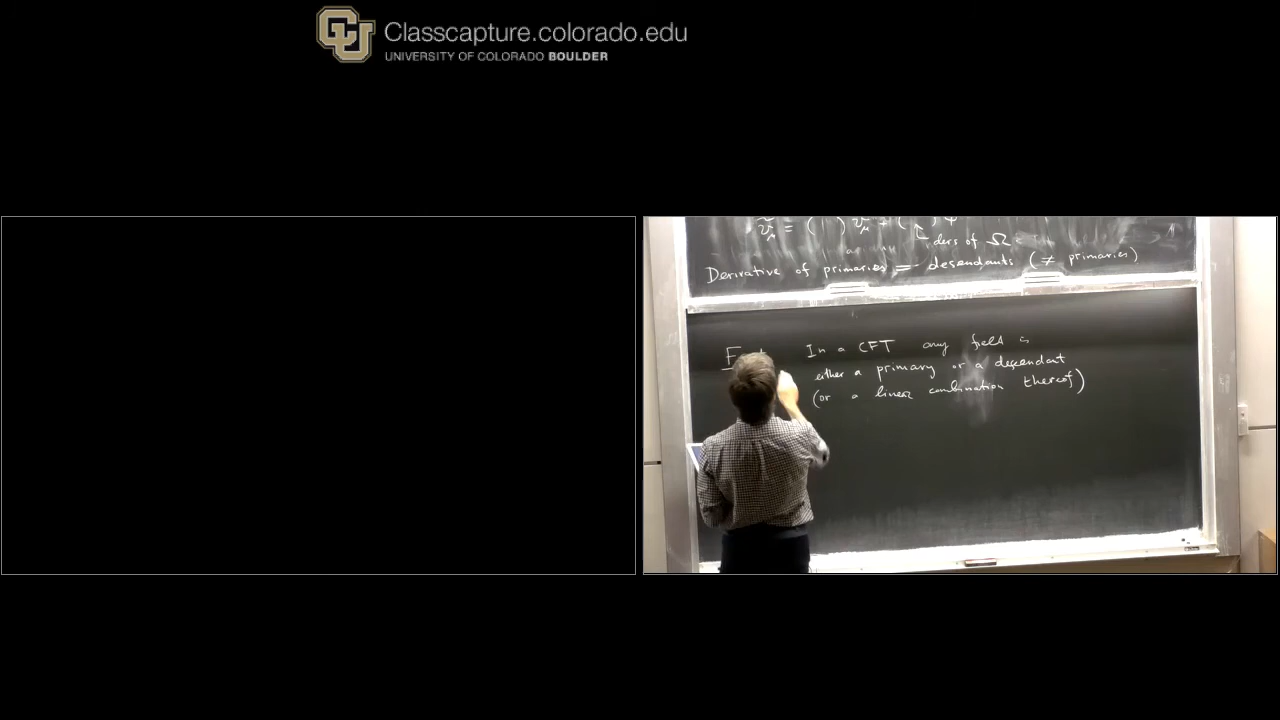 Classcapture.colorado.edu
UNIVERSITY OF COLORADO BOULDER
ders of Ω
Derivative of primaries = descendants (≠ primaries)
In a CFT any field is
either a primary or a descendant
(or a linear combination thereof)